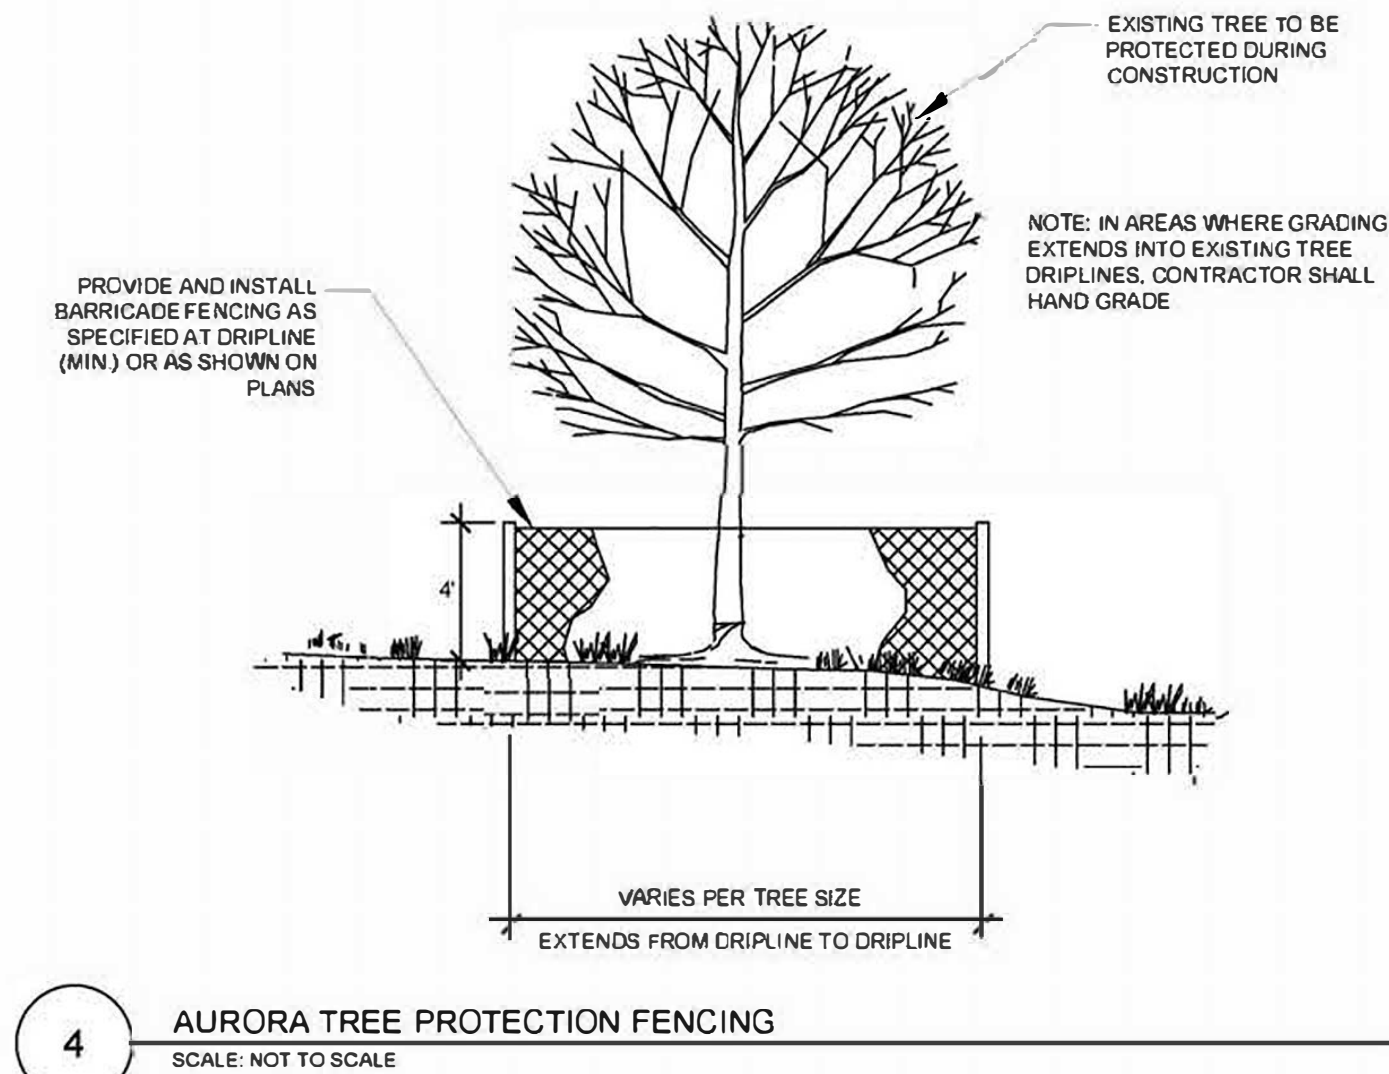 EXISTING TREE TO BE
PROTECTED DURING
CONSTRUCTION
NOTE: IN AREAS WHERE GRADING
EXTENDS INTO EXISTING TREE
DRIPLINES, CONTRACTOR SHALL
HAND GRADE
PROVIDE AND INSTALL
BARRICADE FENCING AS
SPECIFIED AT DRIPLINE
(MIN.) OR AS SHOWN ON
PLANS
4'
VARIES PER TREE SIZE
EXTENDS FROM DRIPLINE TO DRIPLINE
4
AURORA TREE PROTECTION FENCING
SCALE: NOT TO SCALE